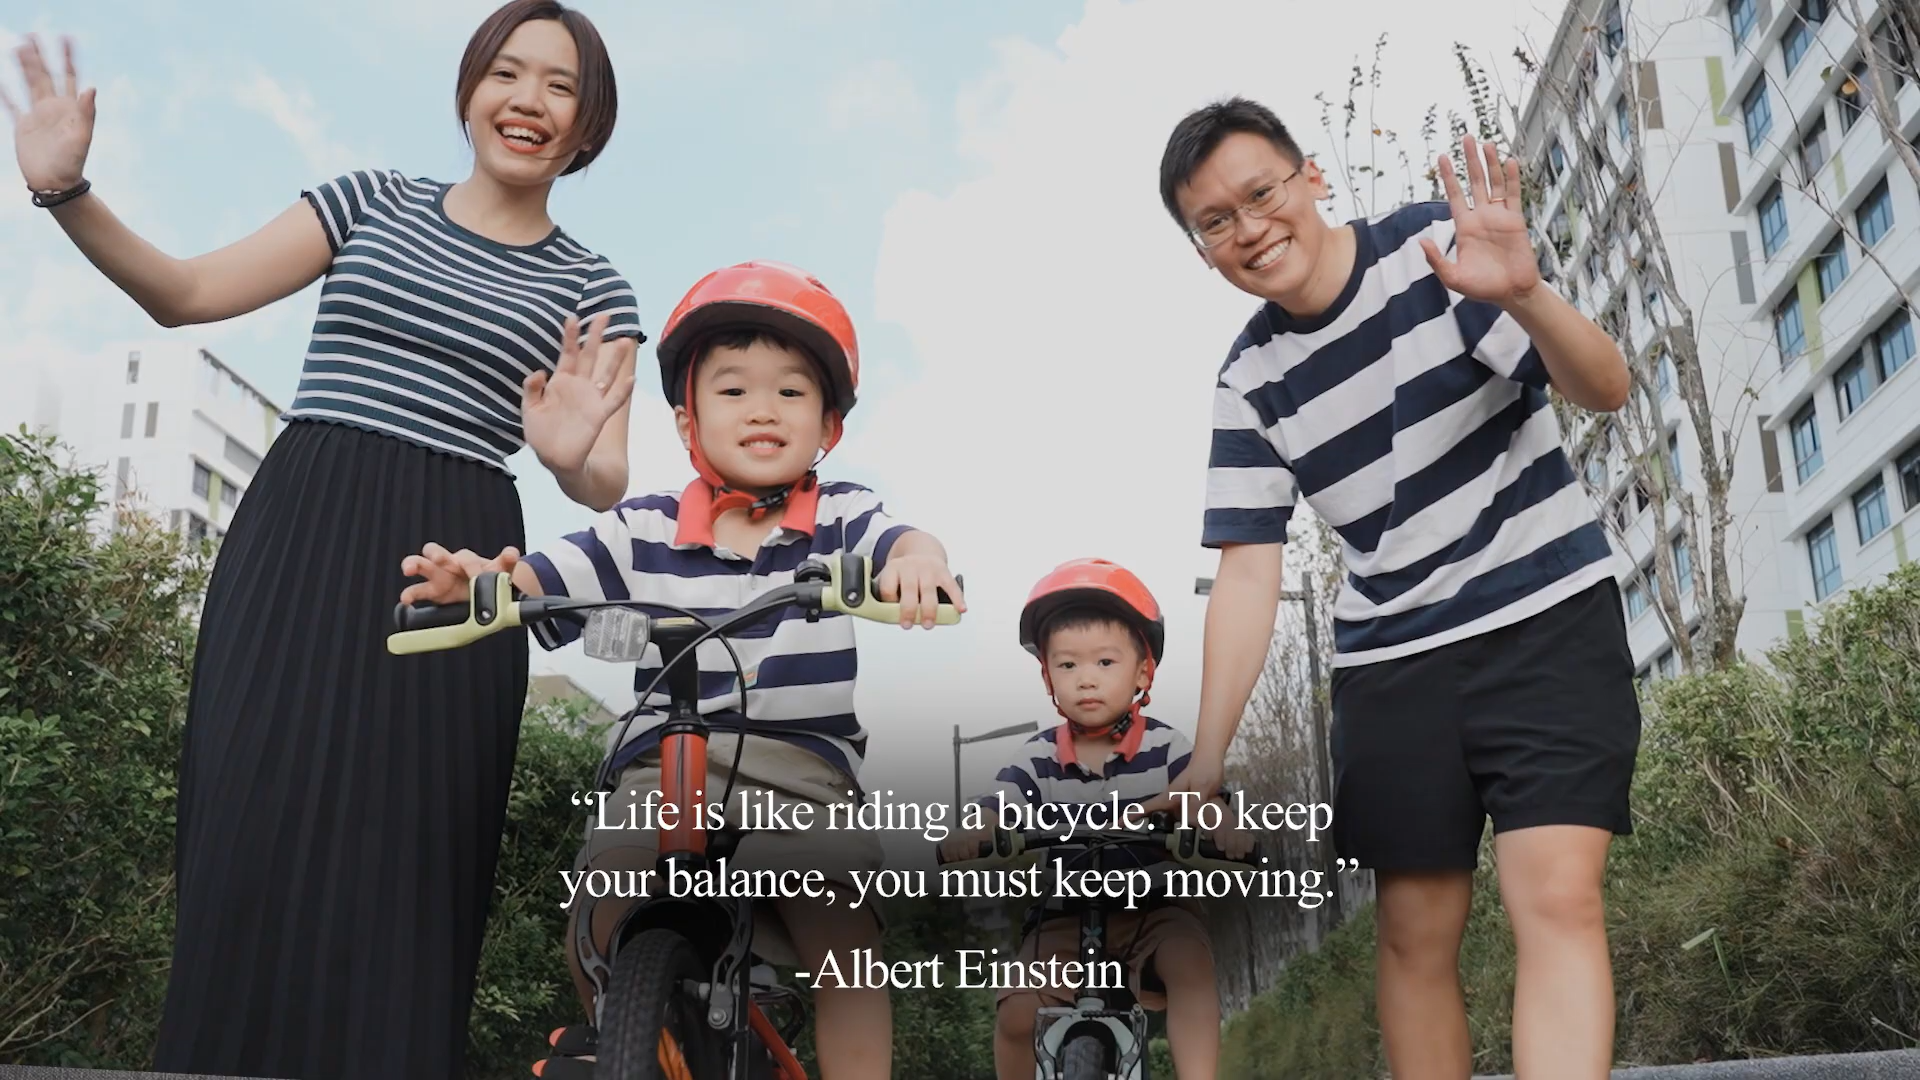 “Life is like riding a bicycle. To keep
your balance, you must keep moving.”
-Albert Einstein